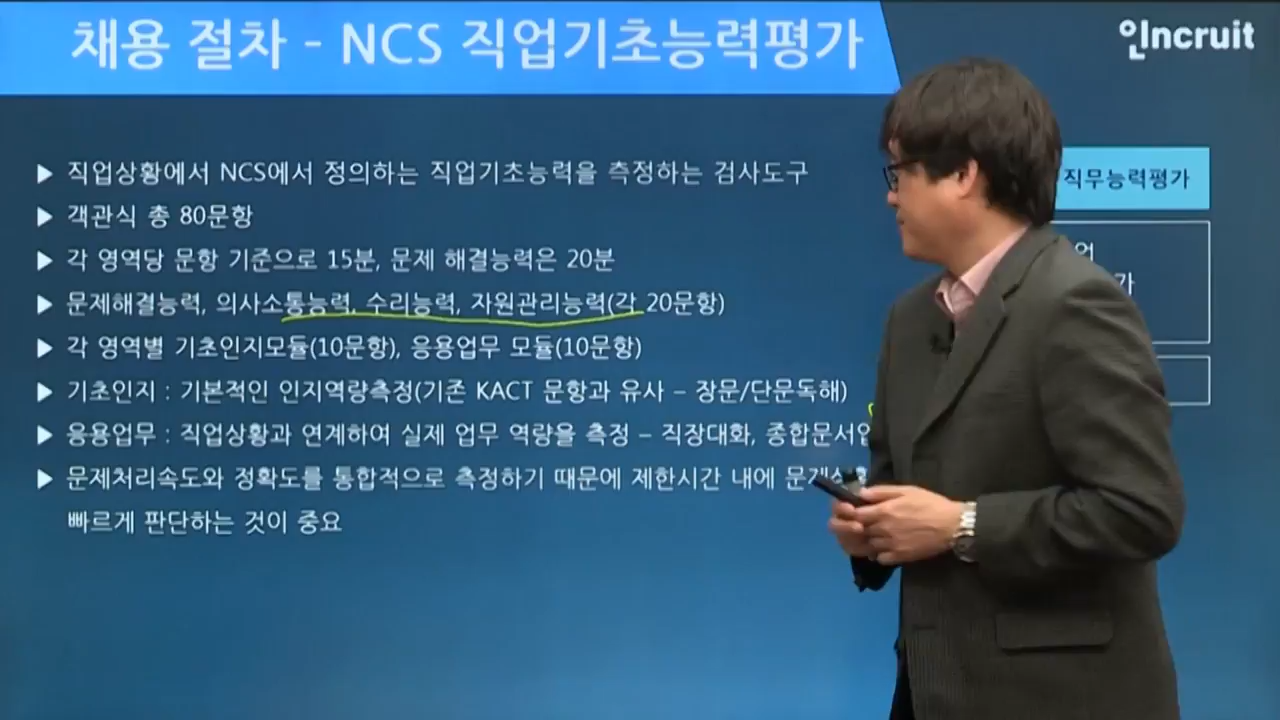 채용 절차 - NCS 직업기초능력평가
인Incruit
▶ 직업상황에서 NCS에서 정의하는 직업기초능력을 측정하는 검사도구
▶ 객관식 총 80문항
▶ 각 영역당 문항 기준으로 15분, 문제 해결능력은 20분
▶ 문제해결능력, 의사소통능력, 수리능력, 자원관리능력(각 20문항)
▶ 각 영역별 기초인지모듈(10문항), 응용업무 모듈(10문항)
▶ 기초인지 : 기본적인 인지역량측정(기존 KACT 문항과 유사 – 장문/단문독해)
▶ 응용업무 : 직업상황과 연계하여 실제 업무 역량을 측정 – 직장대화,
▶ 문제처리속도와 정확도를 통합적으로 측정하기 때문에 제한시간 내에
빠르게 판단하는 것이 중요
직무능력평가